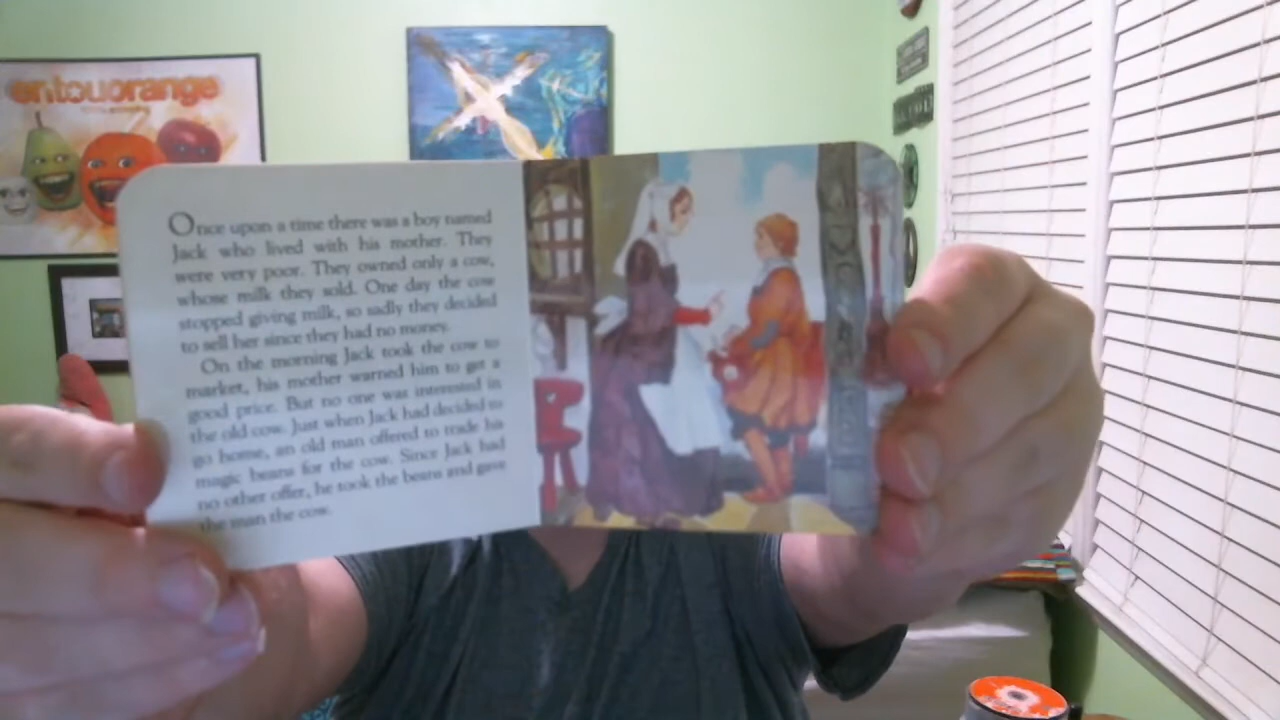 entouorange
Once upon a time there was a boy named
Jack who lived with his mother. They
were very poor. They owned only a cow,
whose milk they sold. One day the cow
stopped giving milk, so sadly they decided
to sell her since they had no money.
On the morning Jack took the cow to
market, his mother warned him to get a
good price. But no one was interested in
the old cow. Just when Jack had decided to
go home, an old man offered to trade his
magic beans for the cow. Since Jack had
no other offer, he took the beans and gave
the man the cow.